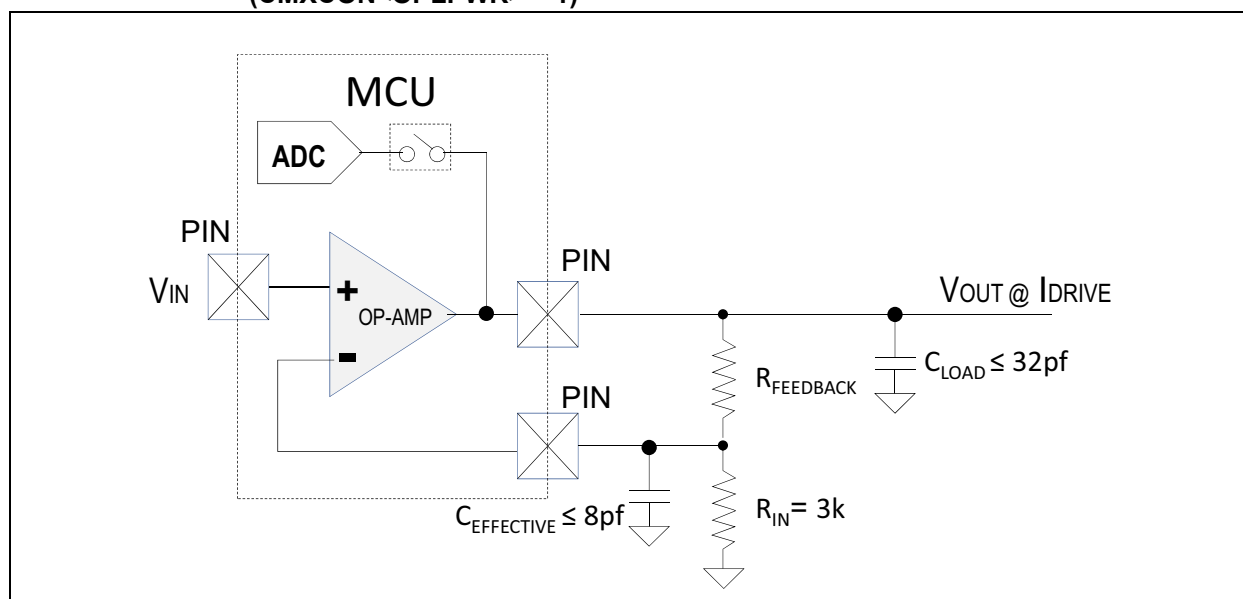 MCU
ADC
PIN
VIN
+
OP-AMP
-
PIN
VOUT @ IDRIVE
RFEEDBACK
CLOAD ≤ 32pf
PIN
CEFFECTIVE ≤ 8pf
RIN= 3k